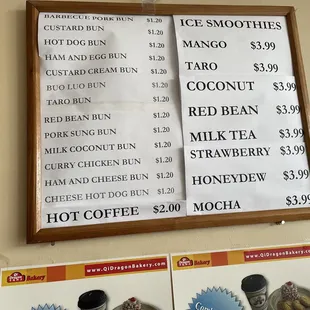 BARBECUE PORK BUN $1.20
CUSTARD BUN $1.20
HOT DOG BUN $1.20
HAM AND EGG BUN $1.20
CUSTARD CREAM BUN $1.20
BUO LUO BUN $1.20
TARO BUN $1.20
RED BEAN BUN $1.20
PORK SUNG BUN $1.20
MILK COCONUT BUN $1.20
CURRY CHICKEN BUN $1.20
HAM AND CHEESE BUN $1.20
CHEESE HOT DOG BUN $1.20
HOT COFFEE $2.00
ICE SMOOTHIES
MANGO $3.99
TARO $3.99
COCONUT $3.99
RED BEAN $3.99
MILK TEA $3.99
STRAWBERRY $3.99
HONEYDEW $3.99
MOCHA $3.99
Bakery www.QiDragonBakery.com
Bakery www.QiDragonBakery.com